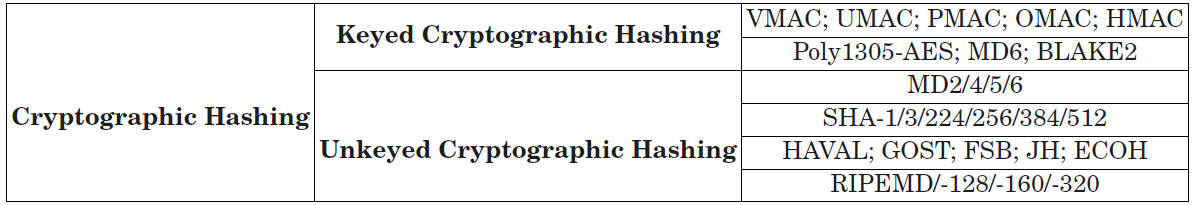 Cryptographic Hashing
Keyed Cryptographic Hashing
VMAC; UMAC; PMAC; OMAC; HMAC
Poly1305-AES; MD6; BLAKE2
Unkeyed Cryptographic Hashing
MD2/4/5/6
SHA-1/3/224/256/384/512
HAVAL; GOST; FSB; JH; ECOH
RIPEMD/-128/-160/-320